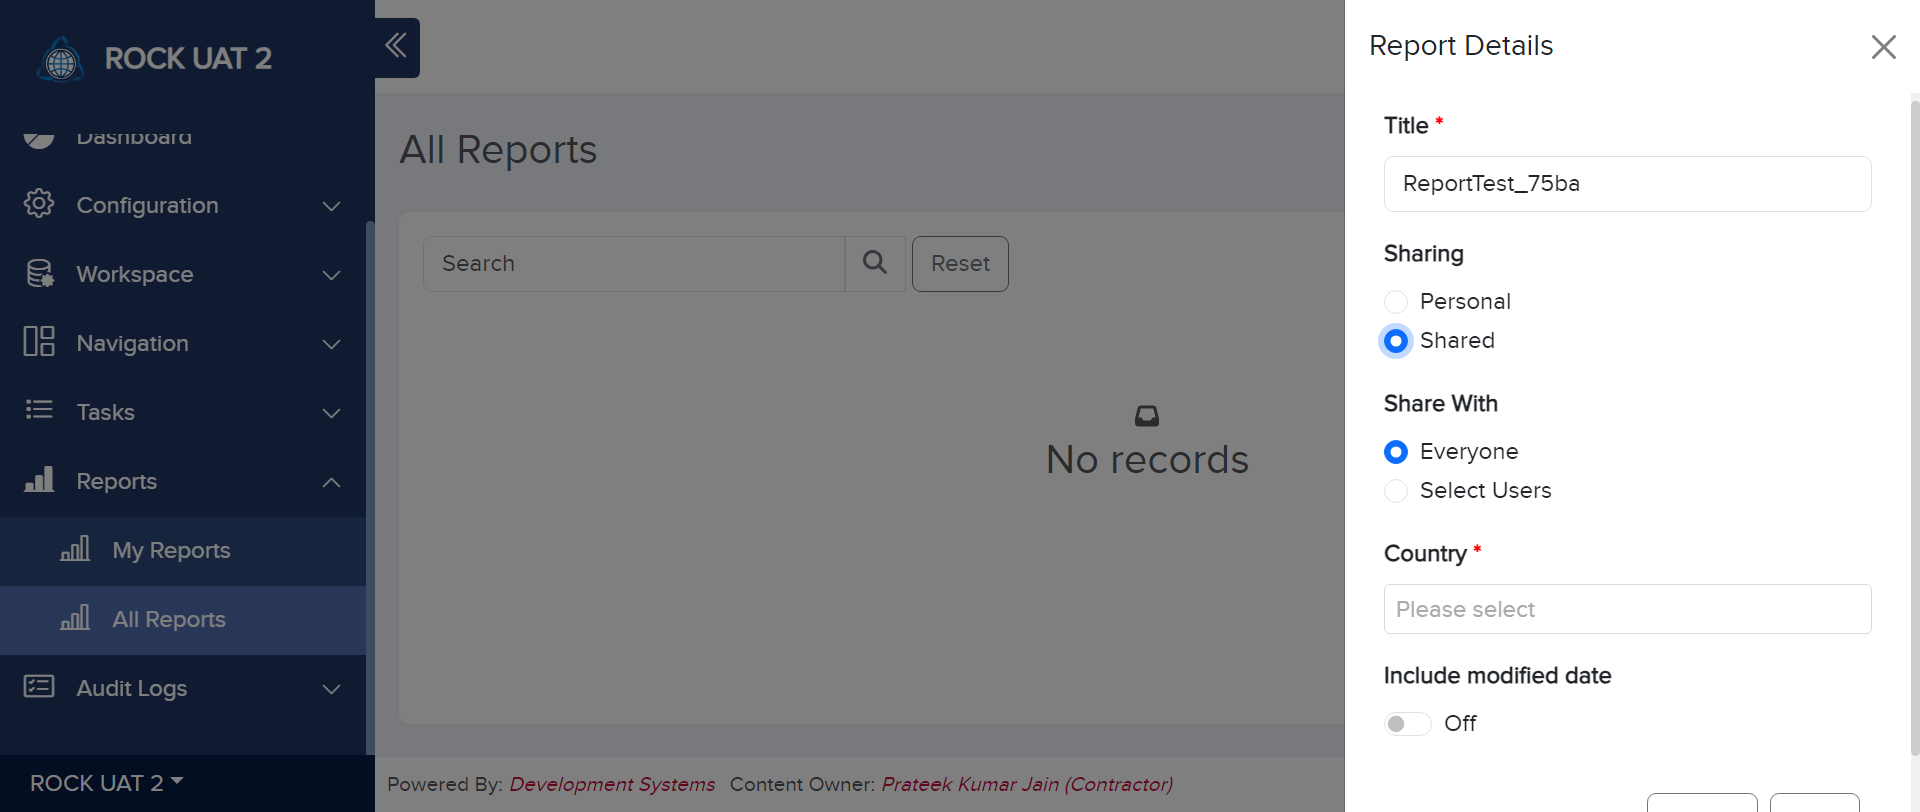 ROCK UAT 2
Dashboard
Configuration
Workspace
Navigation
Tasks
Reports
My Reports
All Reports
Audit Logs
ROCK UAT 2
All Reports
Search
Reset
No records
Powered By: Development Systems Content Owner: Prateek Kumar Jain (Contractor)
Report Details
Title *
ReportTest_75ba
Sharing
Personal
Shared
Share With
Everyone
Select Users
Country *
Please select
Include modified date
Off